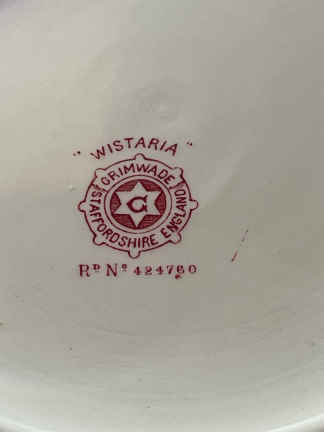 "WISTARIA"
GRIMWADE
STAFFORDSHIRE ENGLAND
G
Rᴰ Nº 424760